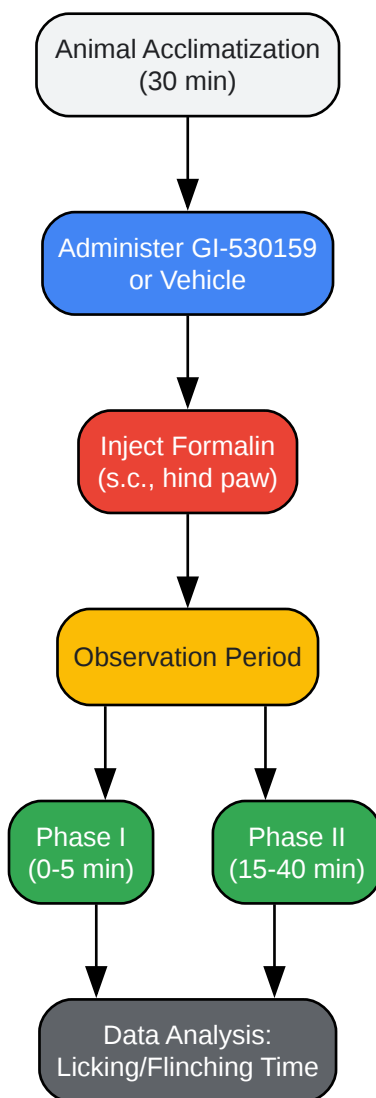 Animal Acclimatization
(30 min)
Administer GI-530159
or Vehicle
Inject Formalin
(s.c., hind paw)
Observation Period
Phase I
(0-5 min)
Phase II
(15-40 min)
Data Analysis:
Licking/Flinching Time